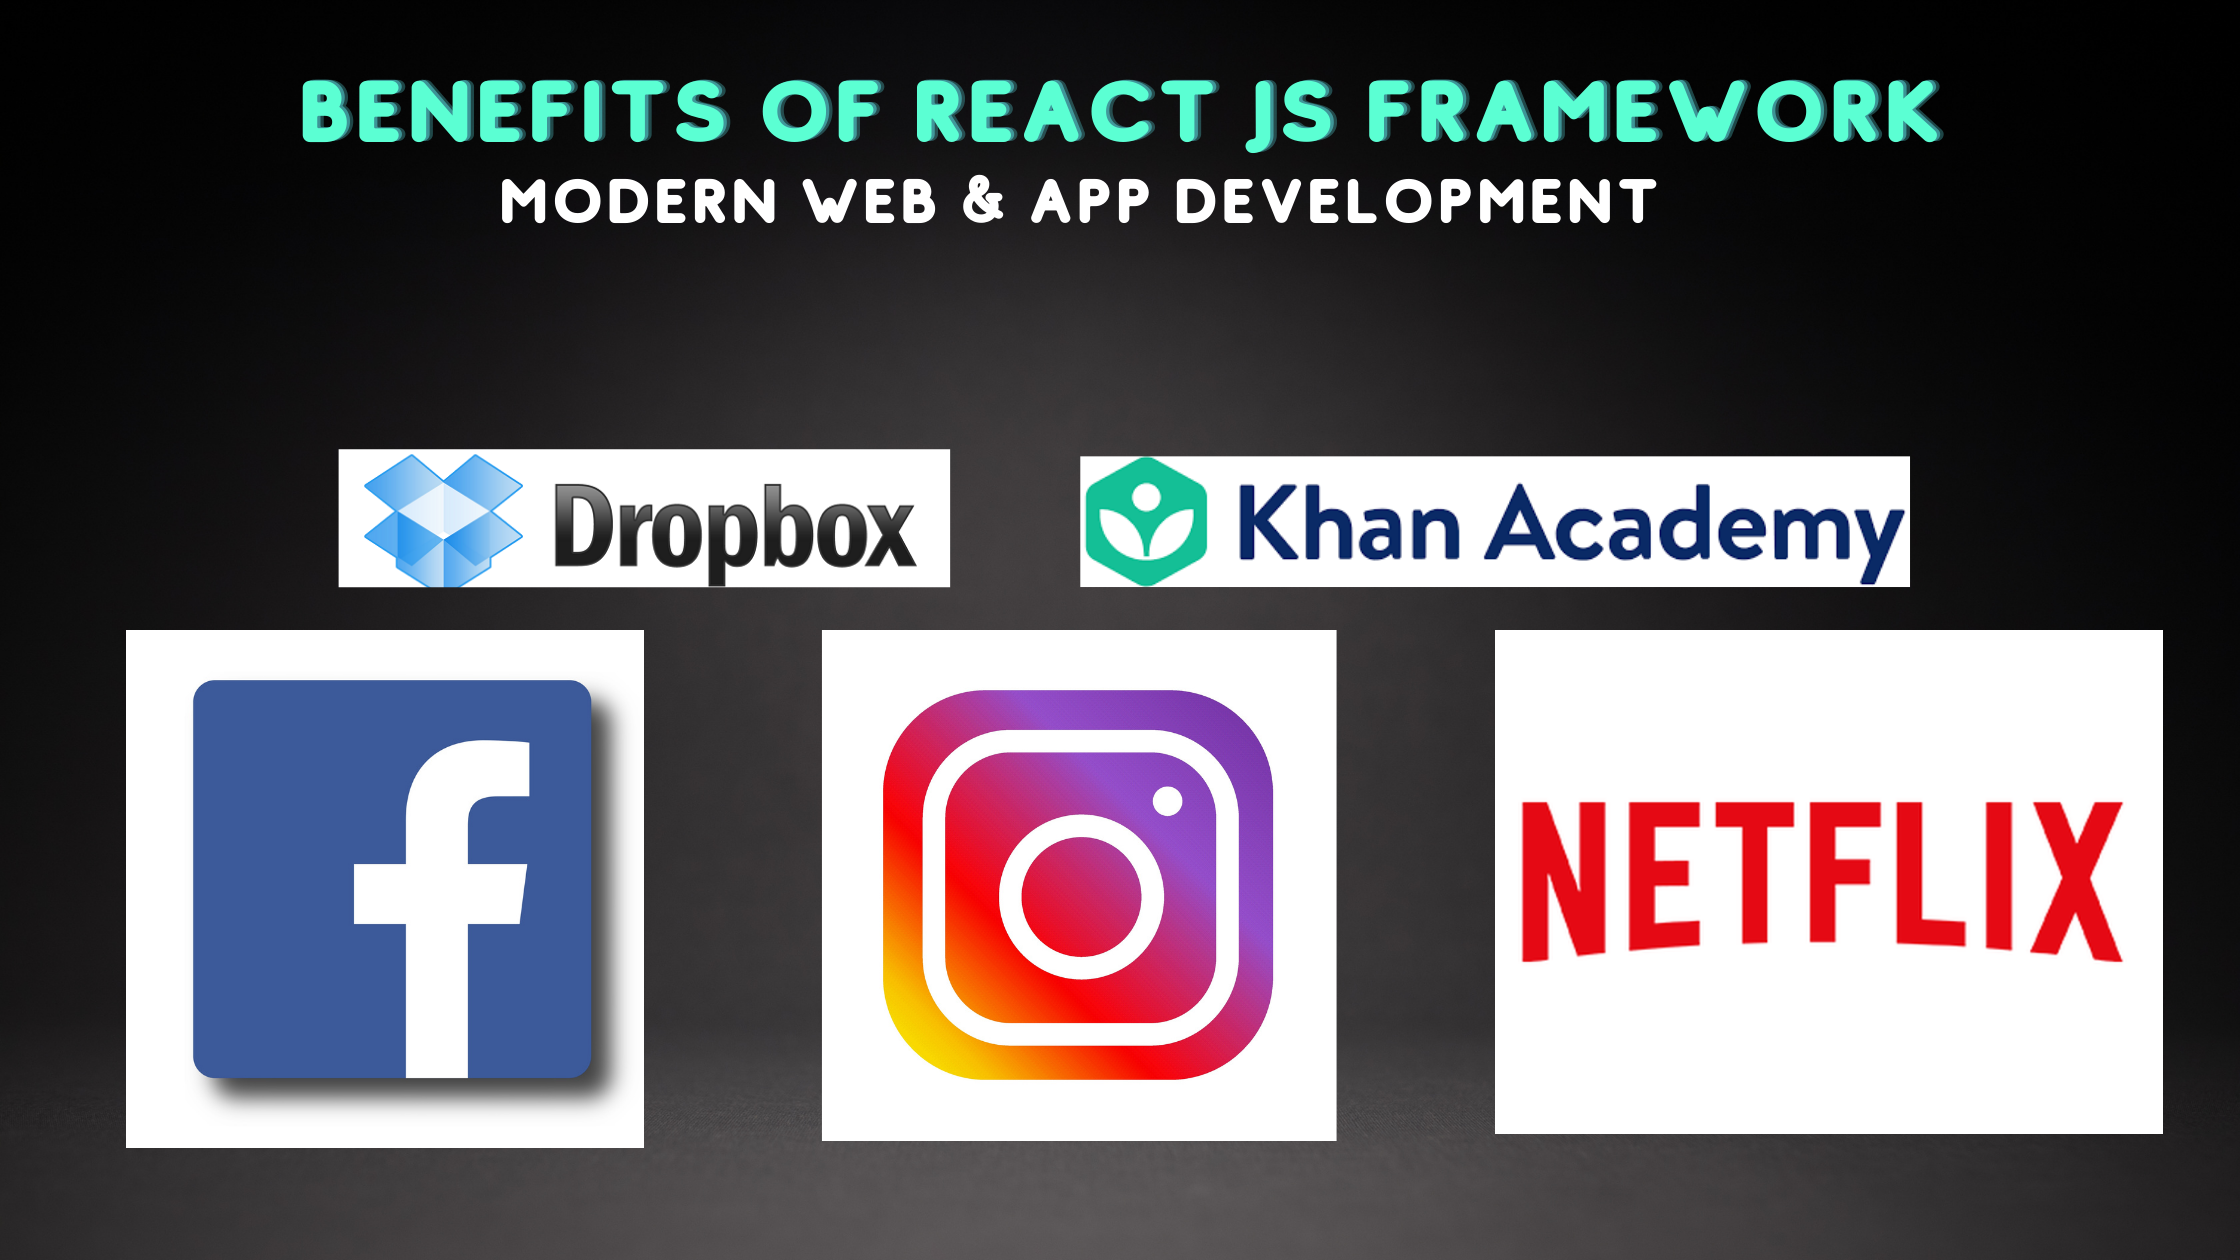 BENEFITS OF REACT JS FRAMEWORK
MODERN WEB & APP DEVELOPMENT
Dropbox
Khan Academy
f
NETFLIX